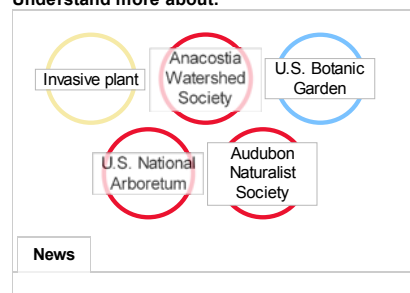 Understand more about:
Invasive plant
Anacostia
Watershed
Society
U.S. Botanic
Garden
U.S. National
Arboretum
Audubon
Naturalist
Society
News